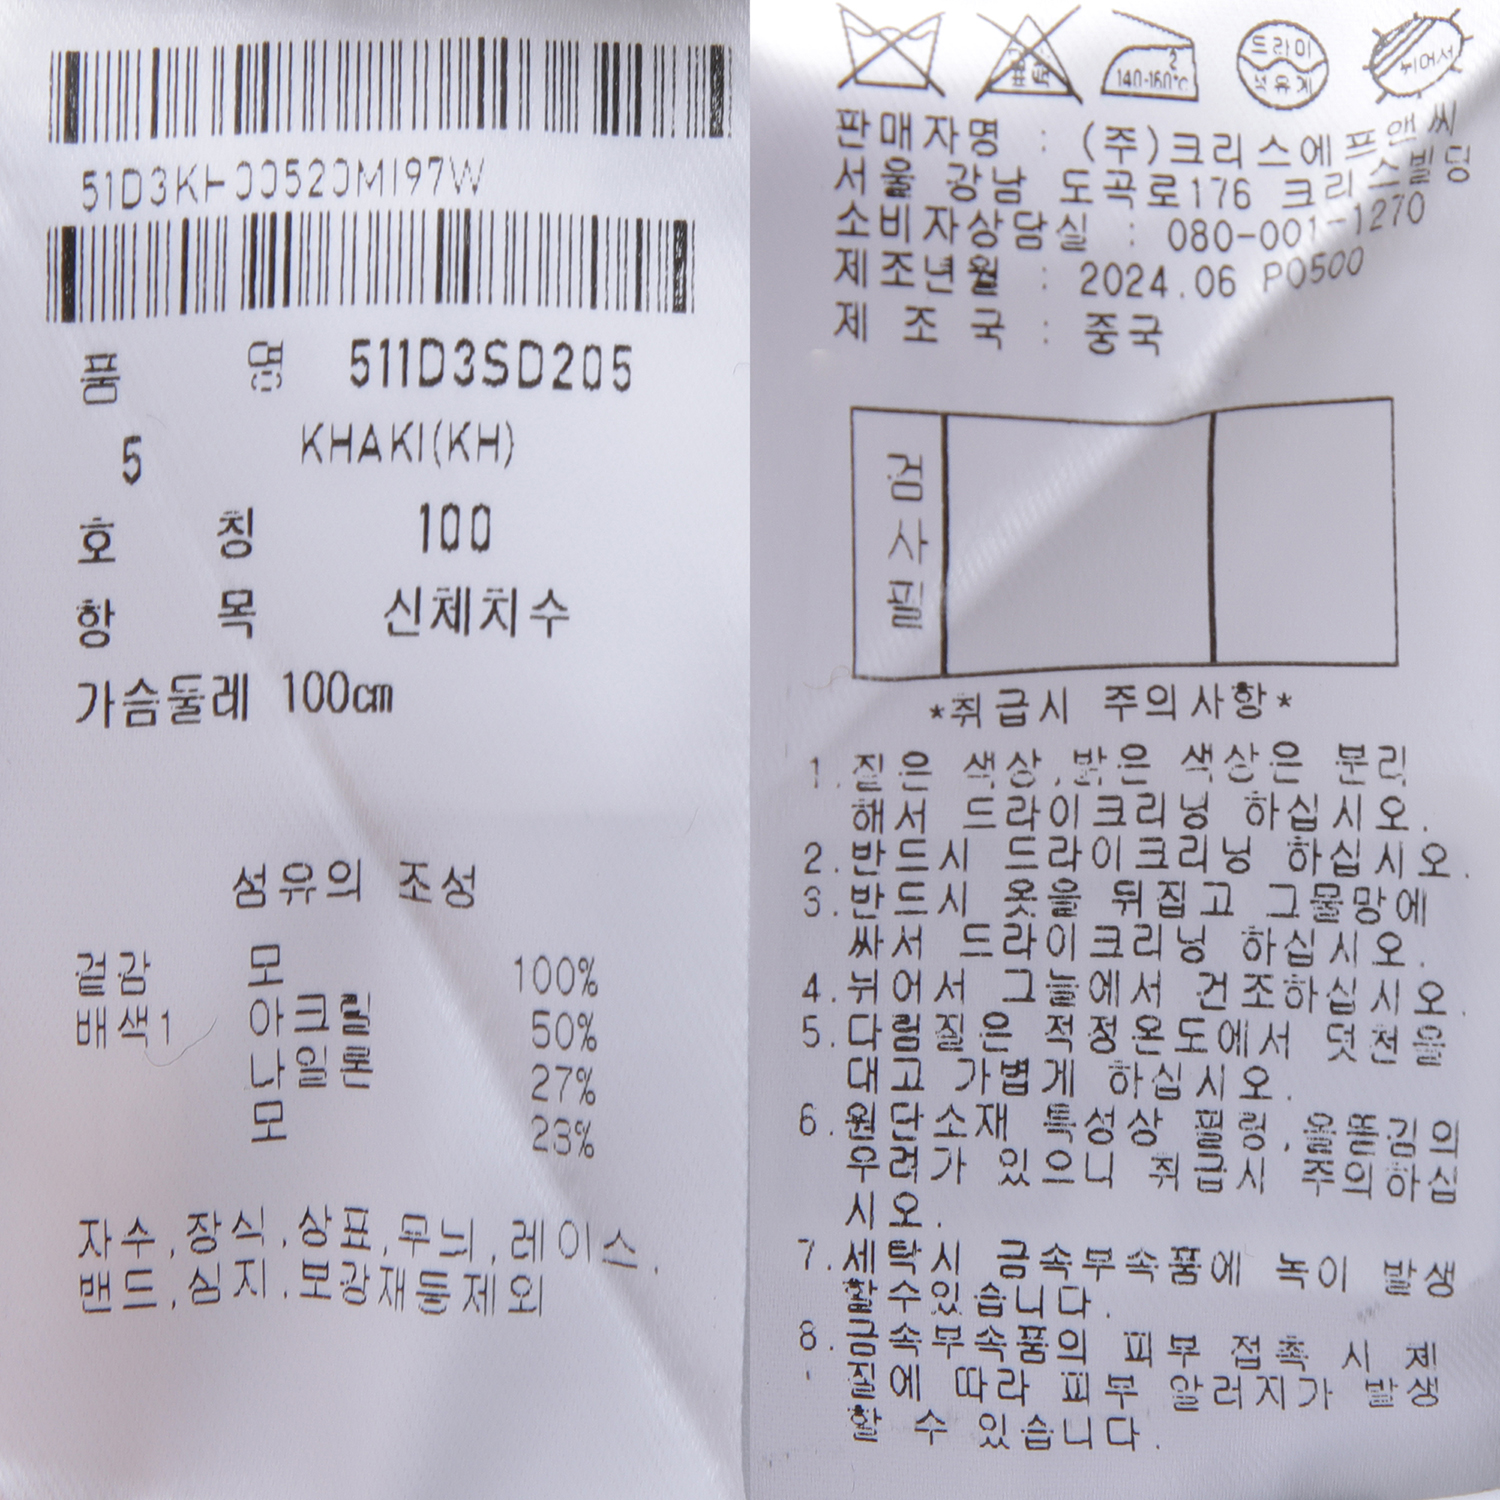 51D3KH00520MI97W
품 명 511D3SD205
5 KHAKI(KH)
호 칭 100
항 목 신체치수
가슴둘레 100cm
섬유의 조성
겉감 모 100%
배색1 아크릴 50%
나일론 27%
모 23%
자수,장식,상표,무늬,레이스.
밴드,심지.보강재등제외
표백
2
140-160°C
드라이
석유계
뉘어서
판매자명 : (주)크리스에프앤씨
서울 강남 도곡로176 크리스빌딩
소비자상담실 : 080-001-1270
제조년월 : 2024.06 PO500
제 조 국 : 중국
검사필
*취급시 주의사항*
1.짙은 색상,밝은 색상은 분리
해서 드라이크리닝 하십시오.
2.반드시 드라이크리닝 하십시오.
3.반드시 옷을 뒤집고 그물망에
싸서 드라이크리닝 하십시오.
4.뉘어서 그늘에서 건조하십시오.
5.다림질은 적정온도에서 덧천을
대고 가볍게 하십시오.
6.원단소재 특성상 필링,올뜯김의
우려가 있으니 취급시 주의하십
시오.
7.세탁시 금속부속품에 녹이 발생
할수있습니다.
8.금속부속품의 피부 접촉 시 체
질에 따라 피부 알러지가 발생
할 수 있습니다.